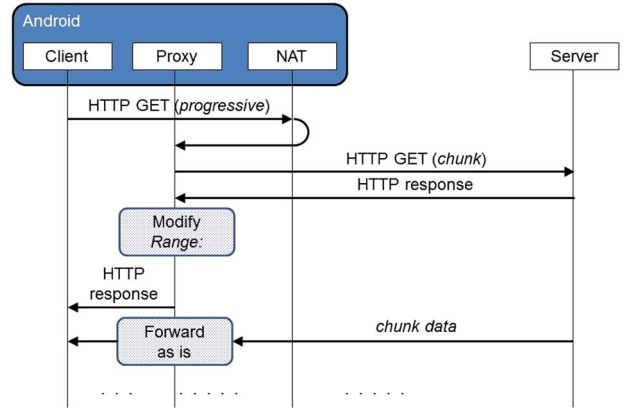 Android
Client Proxy NAT Server
HTTP GET (progressive)
HTTP GET (chunk)
HTTP response
Modify
Range:
HTTP
response
Forward
as is
chunk data
. . . . . . . . . . . . .